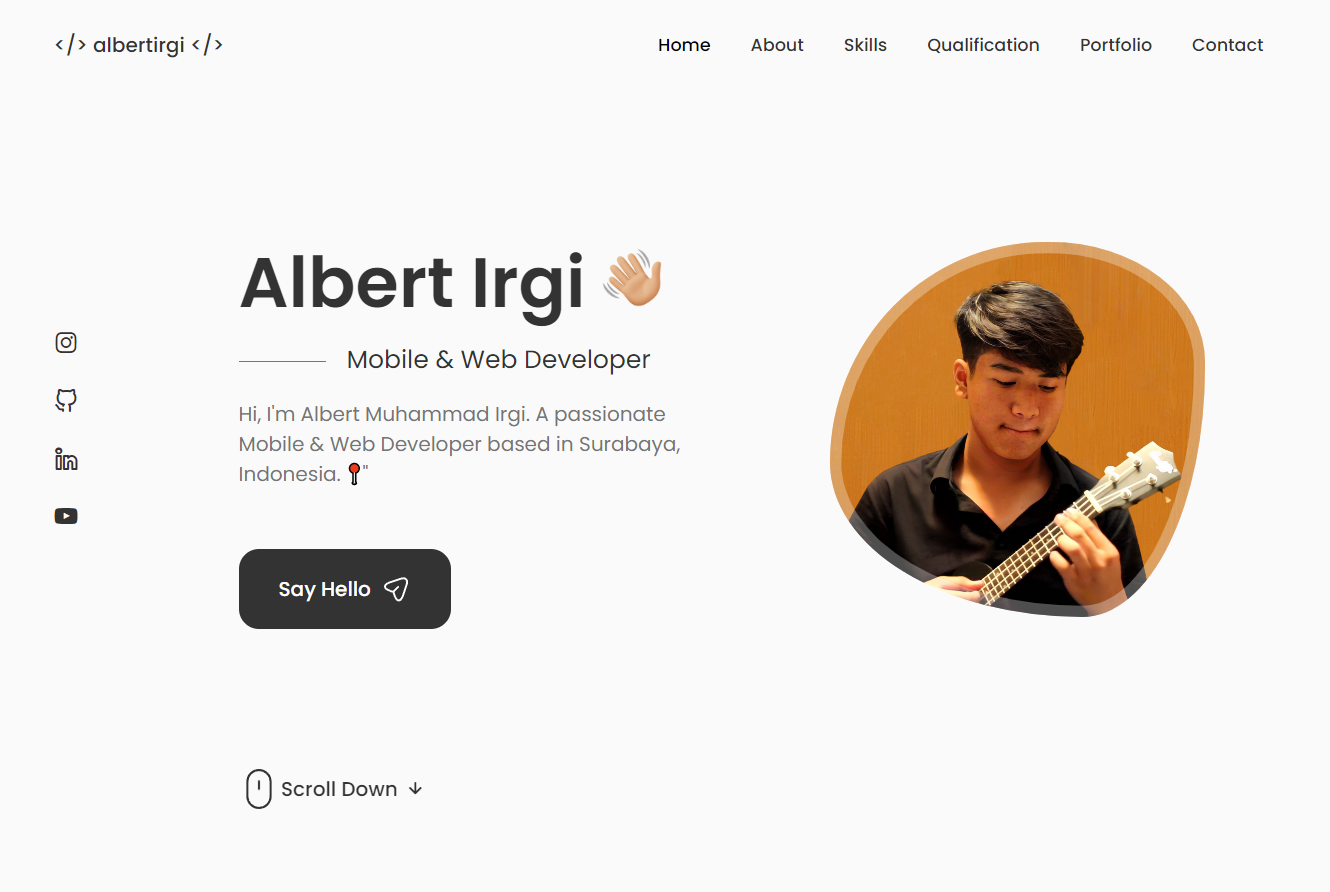 </> albertirgi </>
Home About Skills Qualification Portfolio Contact
Albert Irgi 👋🏼
Mobile & Web Developer
Hi, I'm Albert Muhammad Irgi. A passionate
Mobile & Web Developer based in Surabaya,
Indonesia. 📍"
Say Hello
Scroll Down ↓